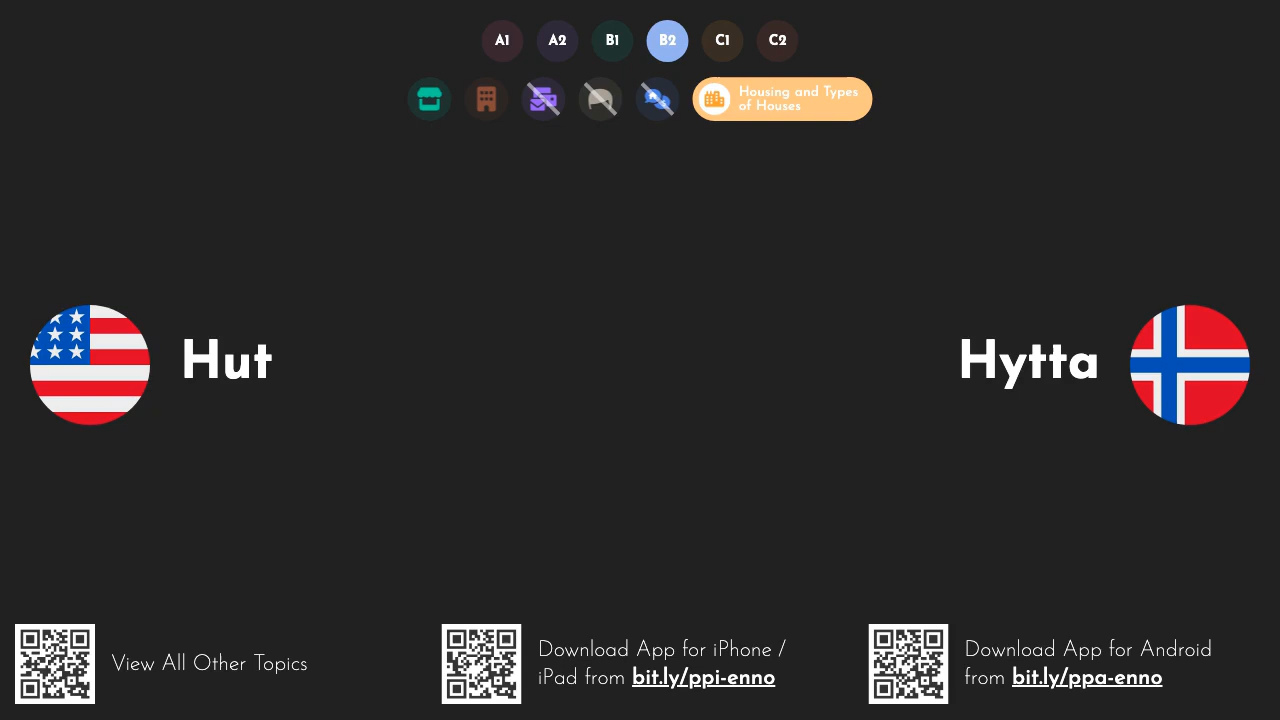 A1 A2 B1 B2 C1 C2
Housing and Types
of Houses
Hut
Hytta
View All Other Topics
Download App for iPhone /
iPad from bit.ly/ppi-enno
Download App for Android
from bit.ly/ppa-enno